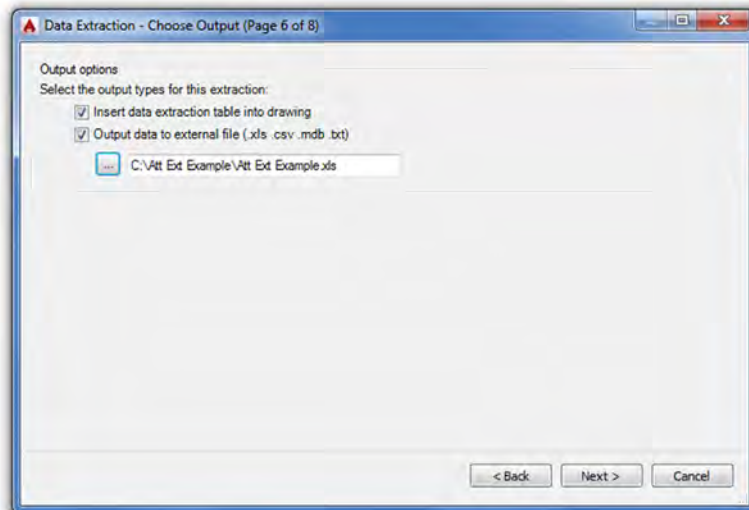 Data Extraction - Choose Output (Page 6 of 8)
Output options
Select the output types for this extraction:
Insert data extraction table into drawing
Output data to external file (.xls .csv .mdb .txt)
... C:\Att Ext Example\Att Ext Example.xls
< Back Next > Cancel